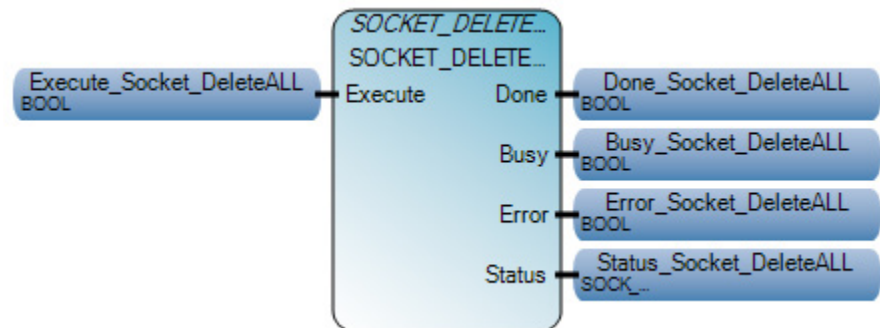 SOCKET_DELETE...
SOCKET_DELETE...
Execute_Socket_DeleteALL
BOOL
Execute
Done
Done_Socket_DeleteALL
BOOL
Busy
Busy_Socket_DeleteALL
BOOL
Error
Error_Socket_DeleteALL
BOOL
Status
Status_Socket_DeleteALL
SOCK_...